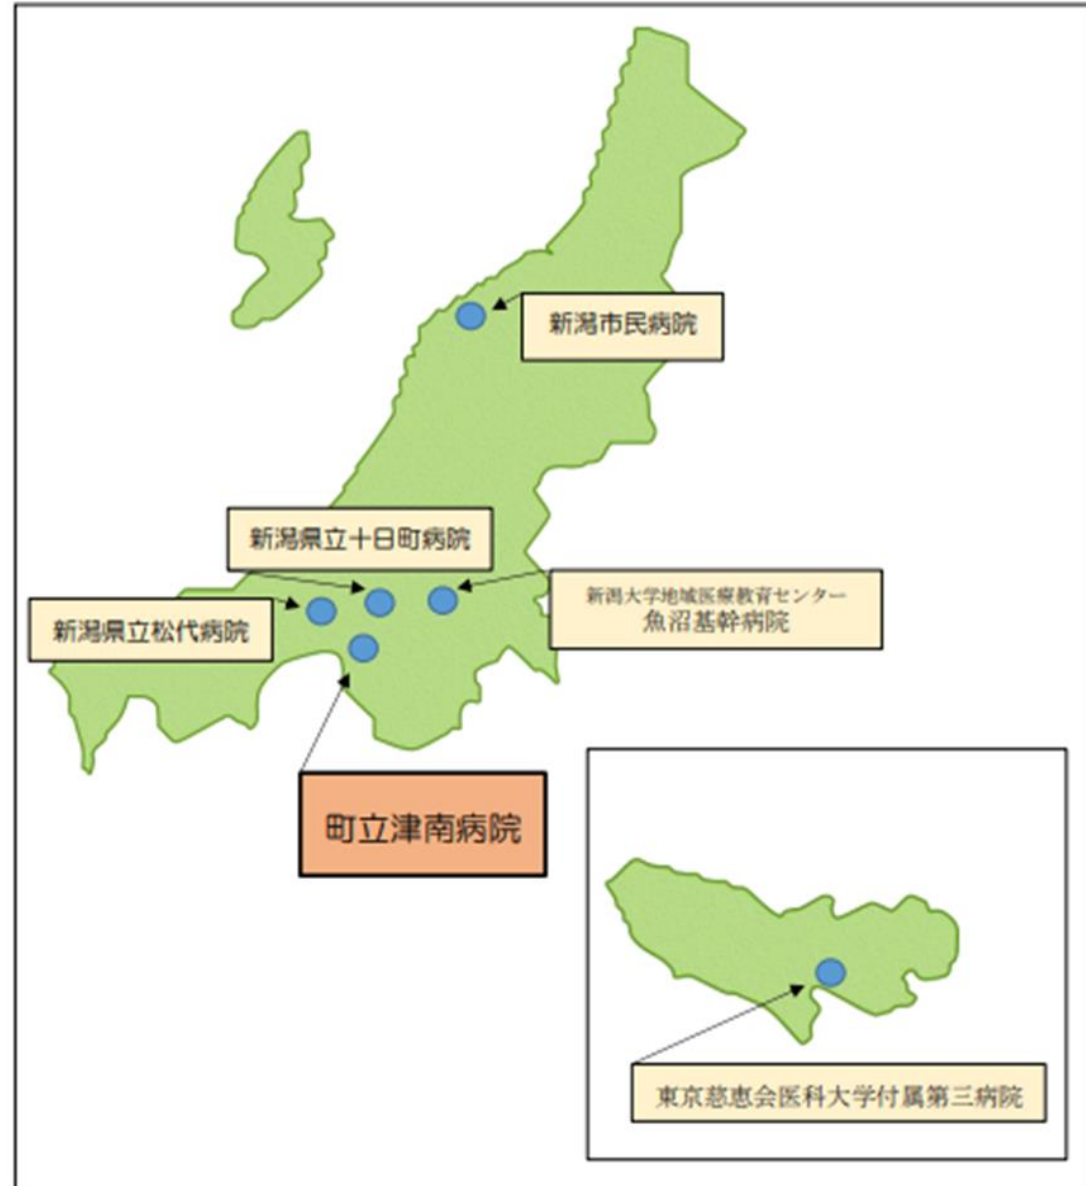 新潟市民病院
新潟県立十日町病院
新潟大学地域医療教育センター
魚沼基幹病院
新潟県立松代病院
町立津南病院
東京慈恵会医科大学付属第三病院